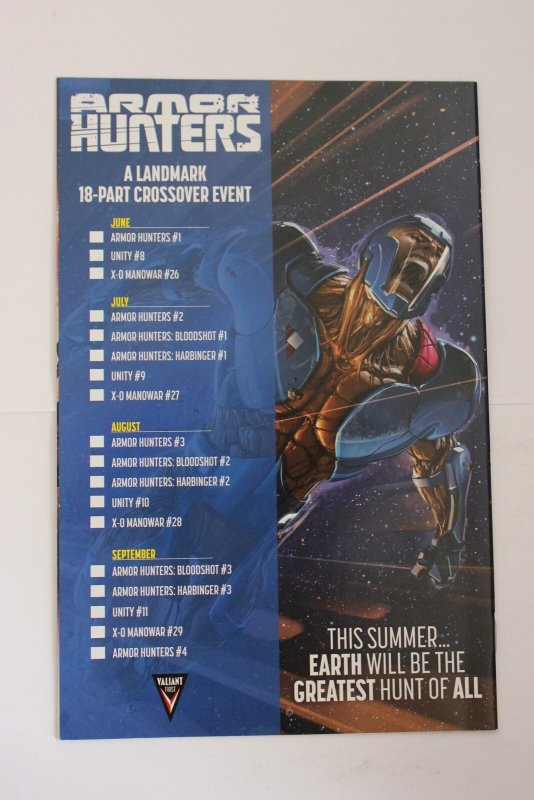 ARMOR
HUNTERS
A LANDMARK
18-PART CROSSOVER EVENT
JUNE
ARMOR HUNTERS #1
UNITY #8
X-O MANOWAR #26
JULY
ARMOR HUNTERS #2
ARMOR HUNTERS: BLOODSHOT #1
ARMOR HUNTERS: HARBINGER #1
UNITY #9
X-O MANOWAR #27
AUGUST
ARMOR HUNTERS #3
ARMOR HUNTERS: BLOODSHOT #2
ARMOR HUNTERS: HARBINGER #2
UNITY #10
X-O MANOWAR #28
SEPTEMBER
ARMOR HUNTERS: BLOODSHOT #3
ARMOR HUNTERS: HARBINGER #3
UNITY #11
X-O MANOWAR #29
ARMOR HUNTERS #4
VALIANT
FIRST
THIS SUMMER...
EARTH WILL BE THE
GREATEST HUNT OF ALL